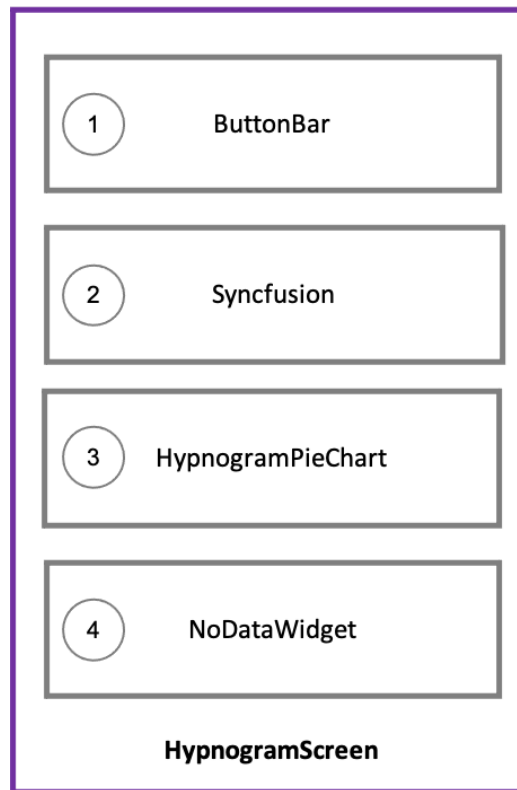 1 ButtonBar
2 Syncfusion
3 HypnogramPieChart
4 NoDataWidget
HypnogramScreen